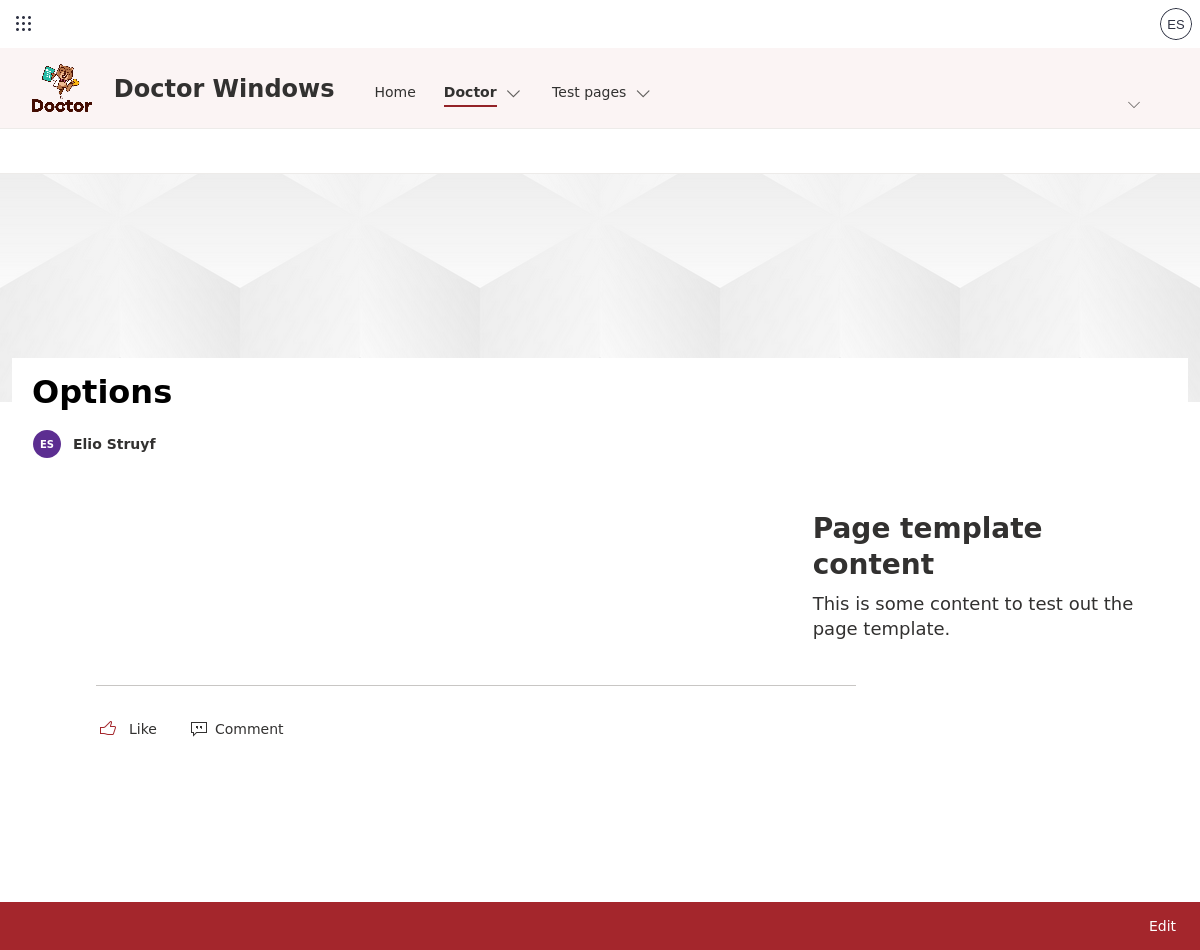 ES
Doctor
Doctor Windows
Home
Doctor
Test pages
Options
ES
Elio Struyf
Page template
content
This is some content to test out the
page template.
Like
Comment
Edit